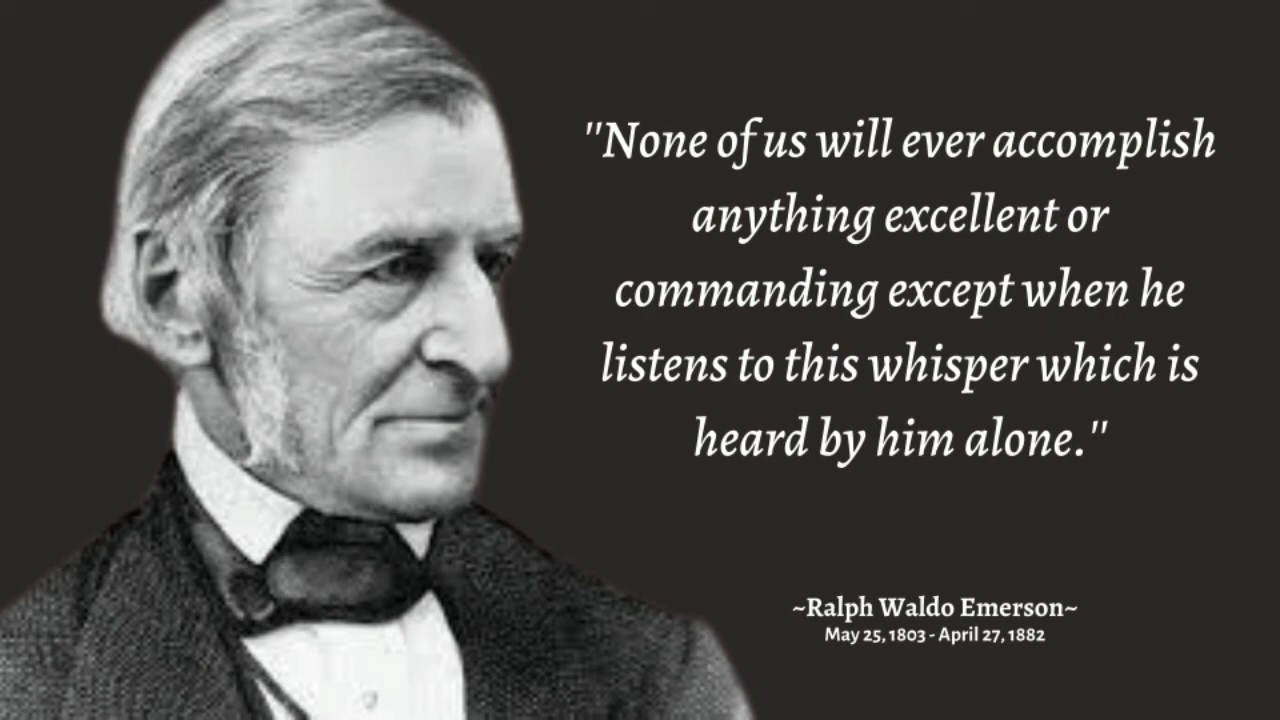 "None of us will ever accomplish
anything excellent or
commanding except when he
listens to this whisper which is
heard by him alone."
~Ralph Waldo Emerson~
May 25, 1803 - April 27, 1882